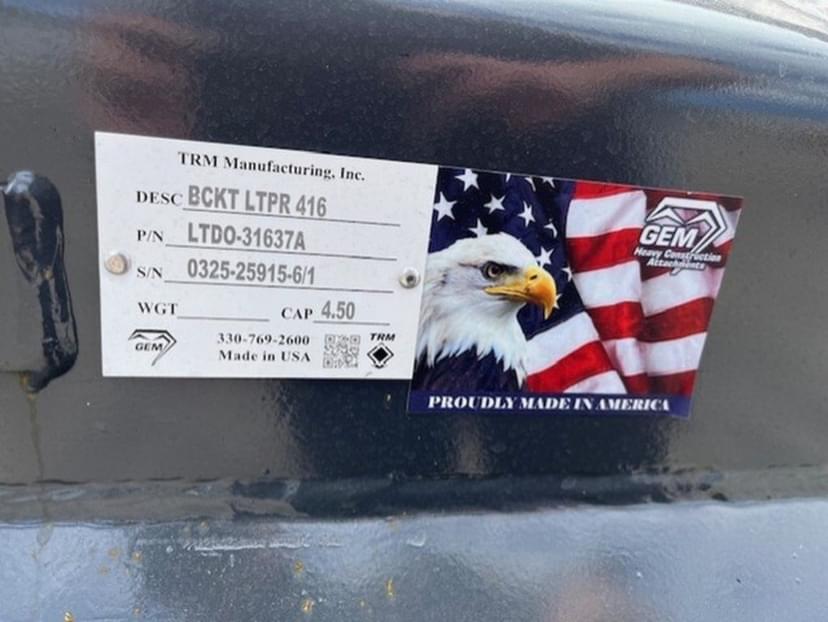 TRM Manufacturing, Inc.
DESC BCKT LTPR 416
P/N LTDO-31637A
S/N 0325-25915-6/1
WGT CAP 4.50
GEM 330-769-2600 TRM
Made in USA
GEM
Heavy Construction
Attachments
PROUDLY MADE IN AMERICA